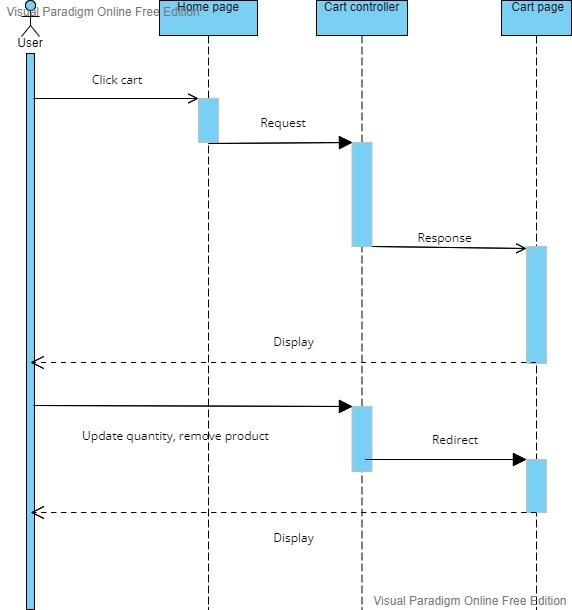 Visual Paradigm Online Free Edition
Home page
Cart controller
Cart page
User
Click cart
Request
Response
Display
Update quantity, remove product
Redirect
Display
Visual Paradigm Online Free Edition